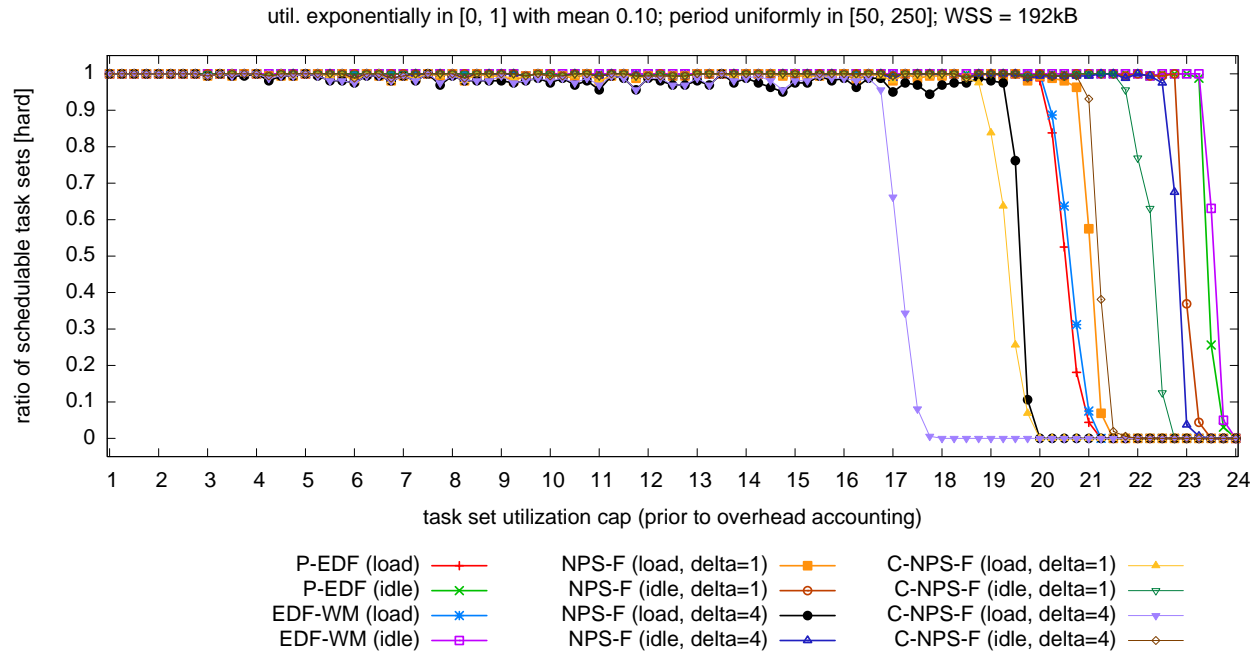 util. exponentially in [0, 1] with mean 0.10; period uniformly in [50, 250]; WSS = 192kB
ratio of schedulable task sets [hard]
1
0.9
0.8
0.7
0.6
0.5
0.4
0.3
0.2
0.1
0
1 2 3 4 5 6 7 8 9 10 11 12 13 14 15 16 17 18 19 20 21 22 23 24
task set utilization cap (prior to overhead accounting)
P-EDF (load) NPS-F (load, delta=1) C-NPS-F (load, delta=1)
P-EDF (idle) NPS-F (idle, delta=1) C-NPS-F (idle, delta=1)
EDF-WM (load) NPS-F (load, delta=4) C-NPS-F (load, delta=4)
EDF-WM (idle) NPS-F (idle, delta=4) C-NPS-F (idle, delta=4)